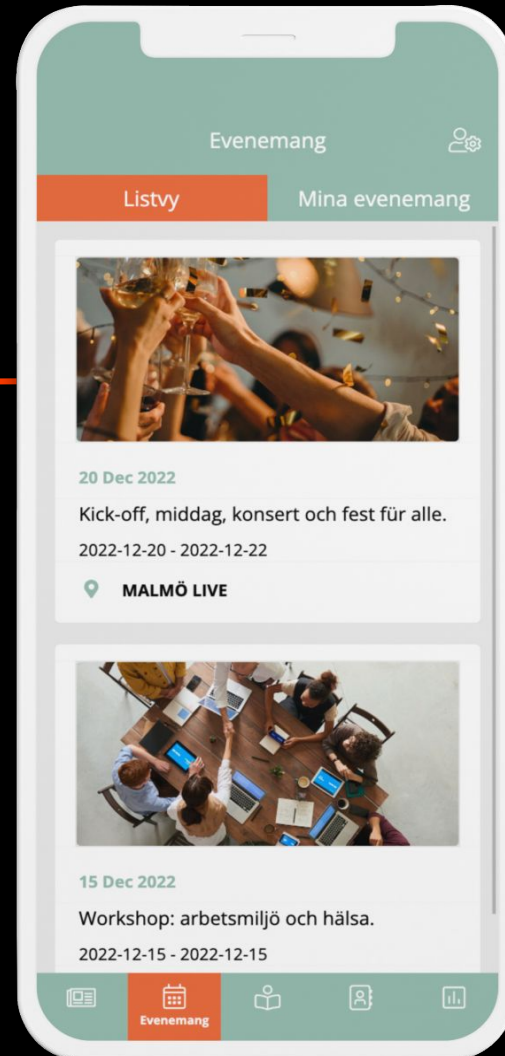 Evenemang
Listvy
Mina evenemang
20 Dec 2022
Kick-off, middag, konsert och fest für alle.
2022-12-20 - 2022-12-22
MALMÖ LIVE
15 Dec 2022
Workshop: arbetsmiljö och hälsa.
2022-12-15 - 2022-12-15
Evenemang